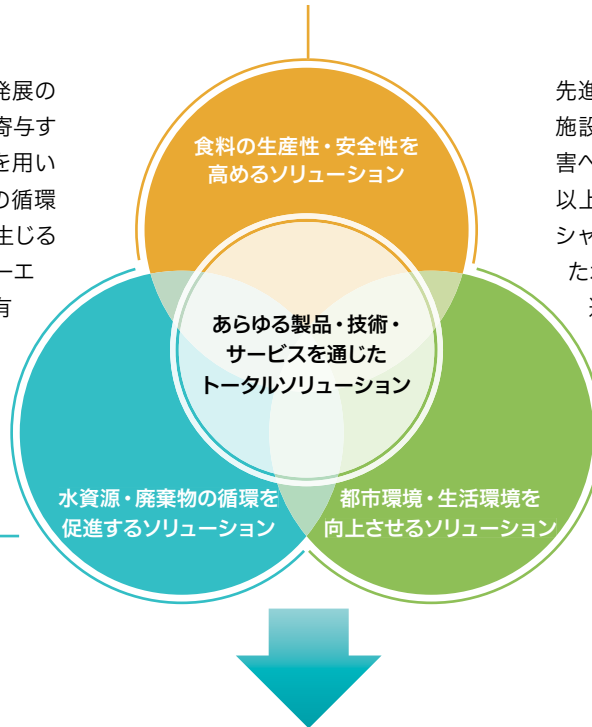 発展の
寄与す
を用い
の循環
生じる
ーエ
有
食料の生産性・安全性を
高めるソリューション
先進
施設
害へ
以上
シャ
た
あらゆる製品・技術・
サービスを通じた
トータルソリューション
水資源・廃棄物の循環を
促進するソリューション
都市環境・生活環境を
向上させるソリューション